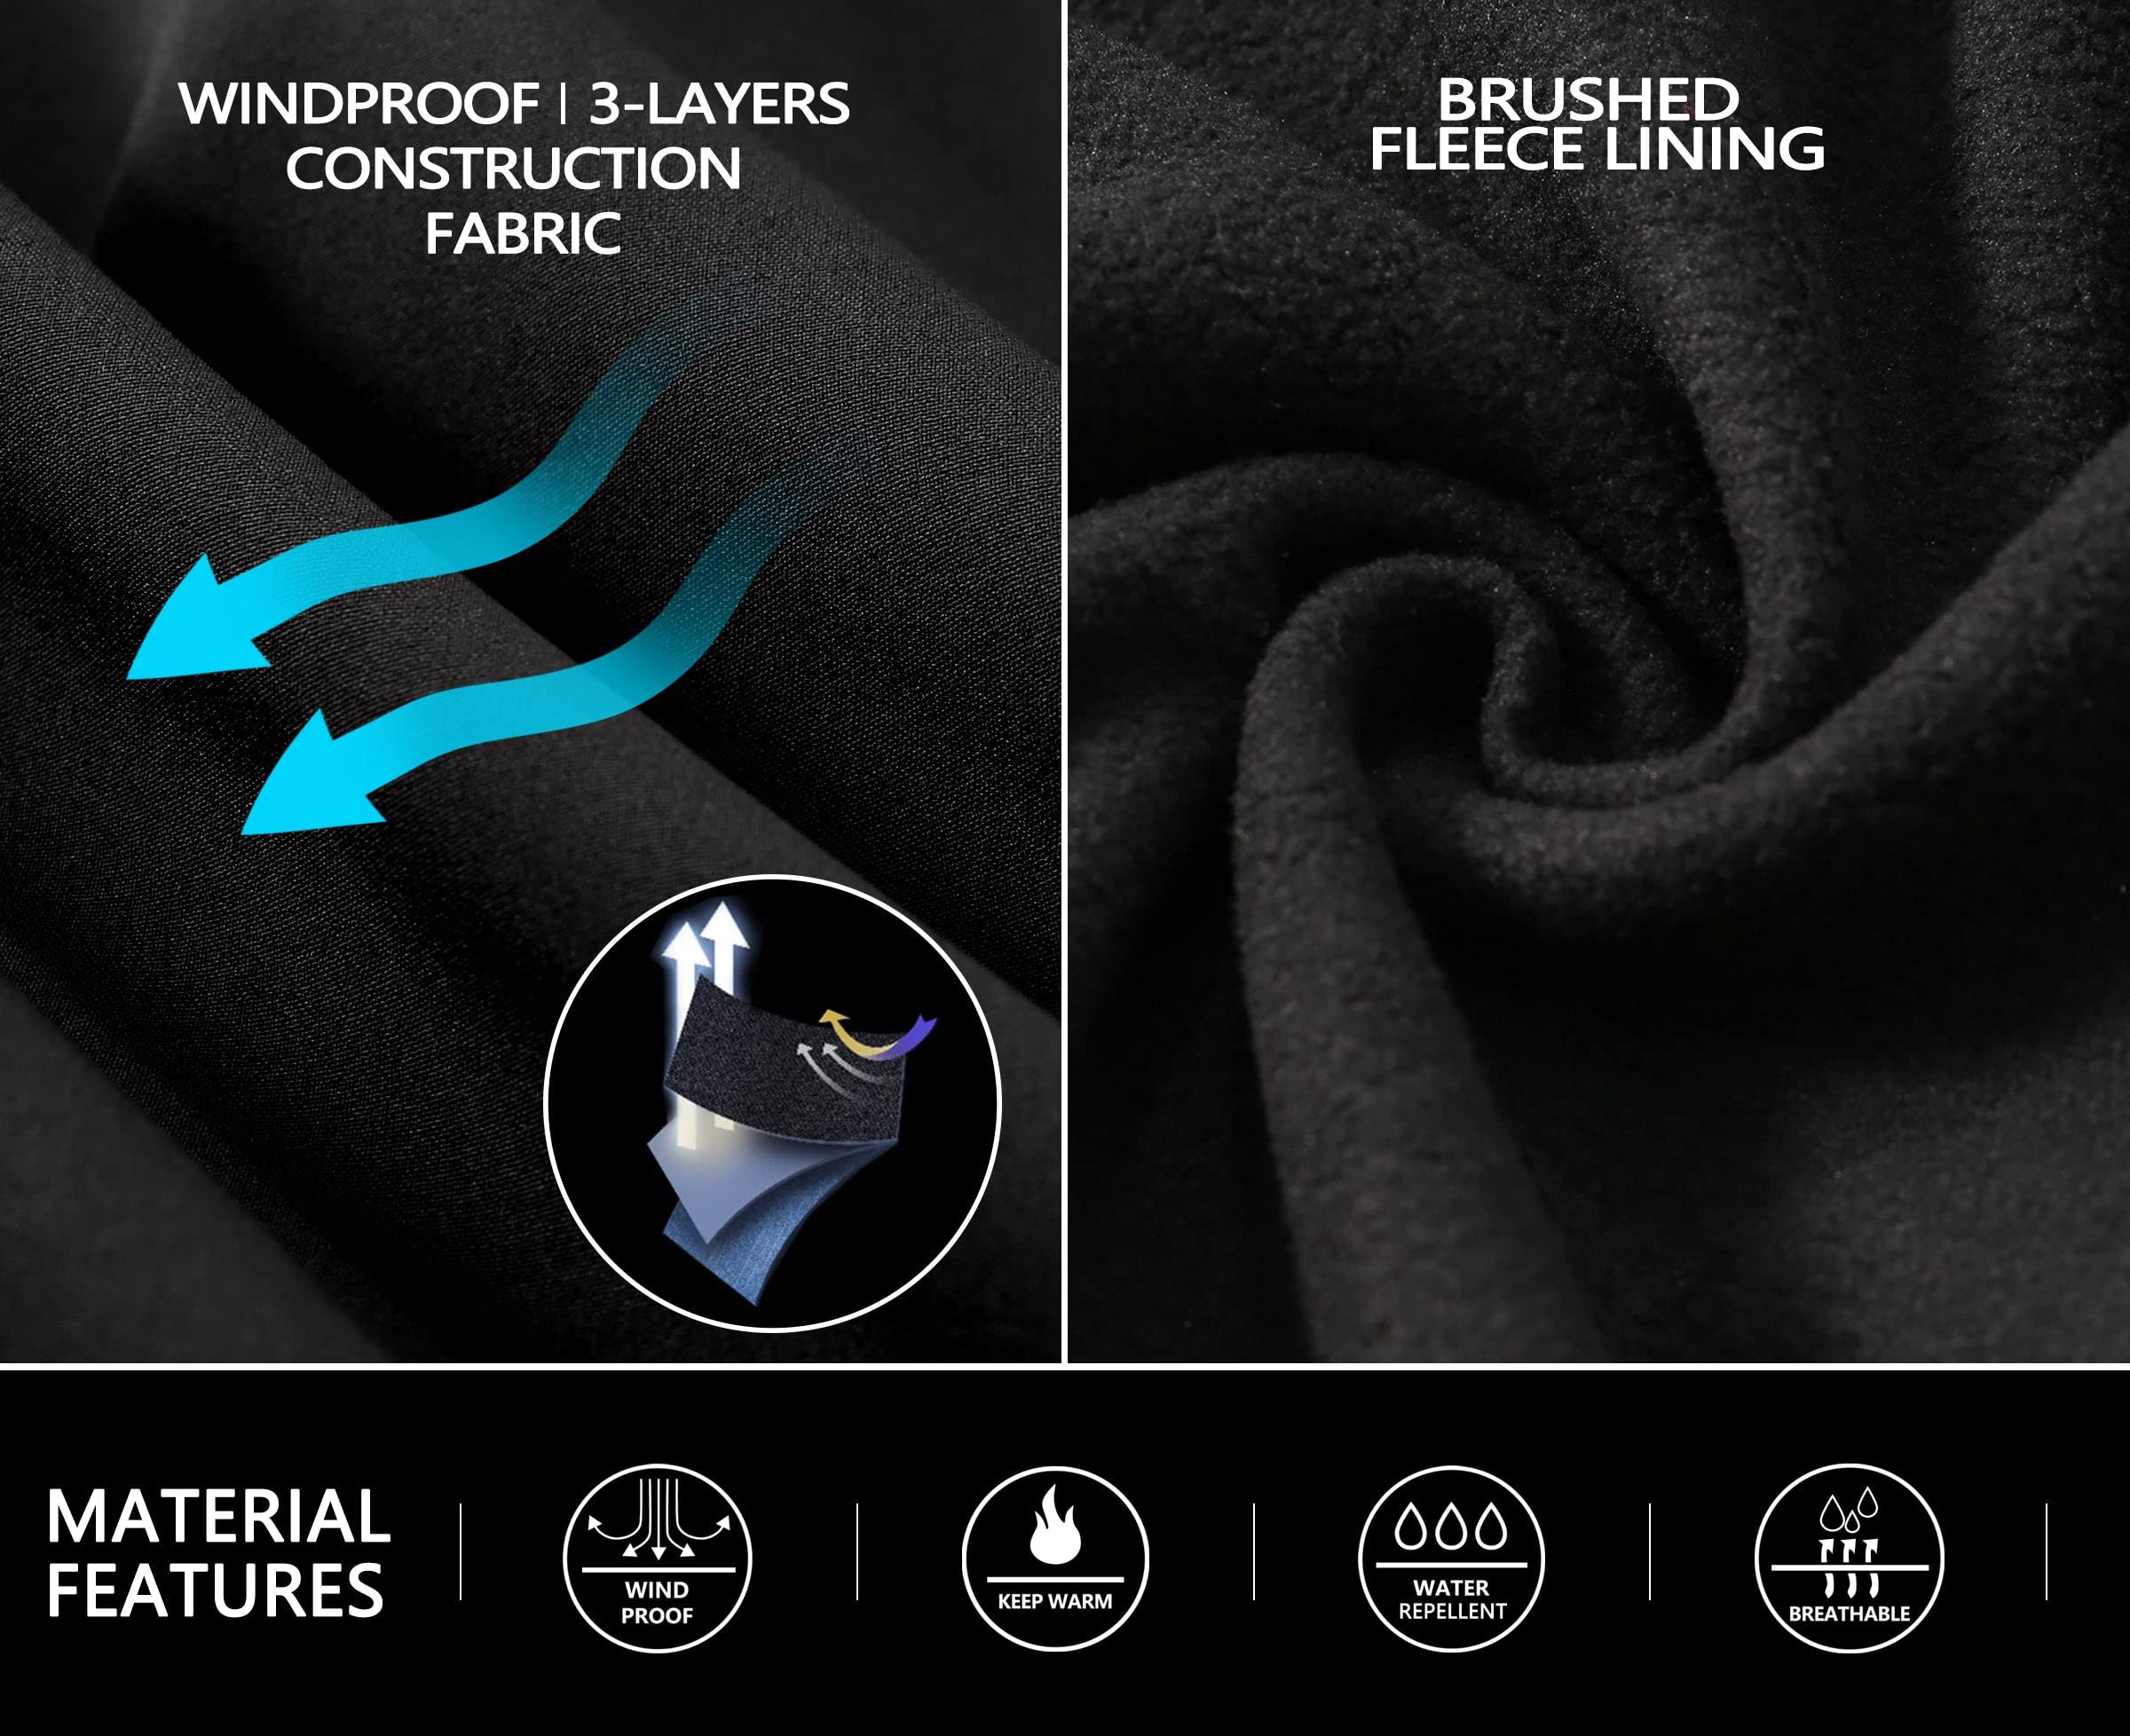 WINDPROOF | 3-LAYERS
CONSTRUCTION
FABRIC
BRUSHED
FLEECE LINING
MATERIAL
FEATURES
WIND
PROOF
KEEP WARM
WATER
REPELLENT
BREATHABLE